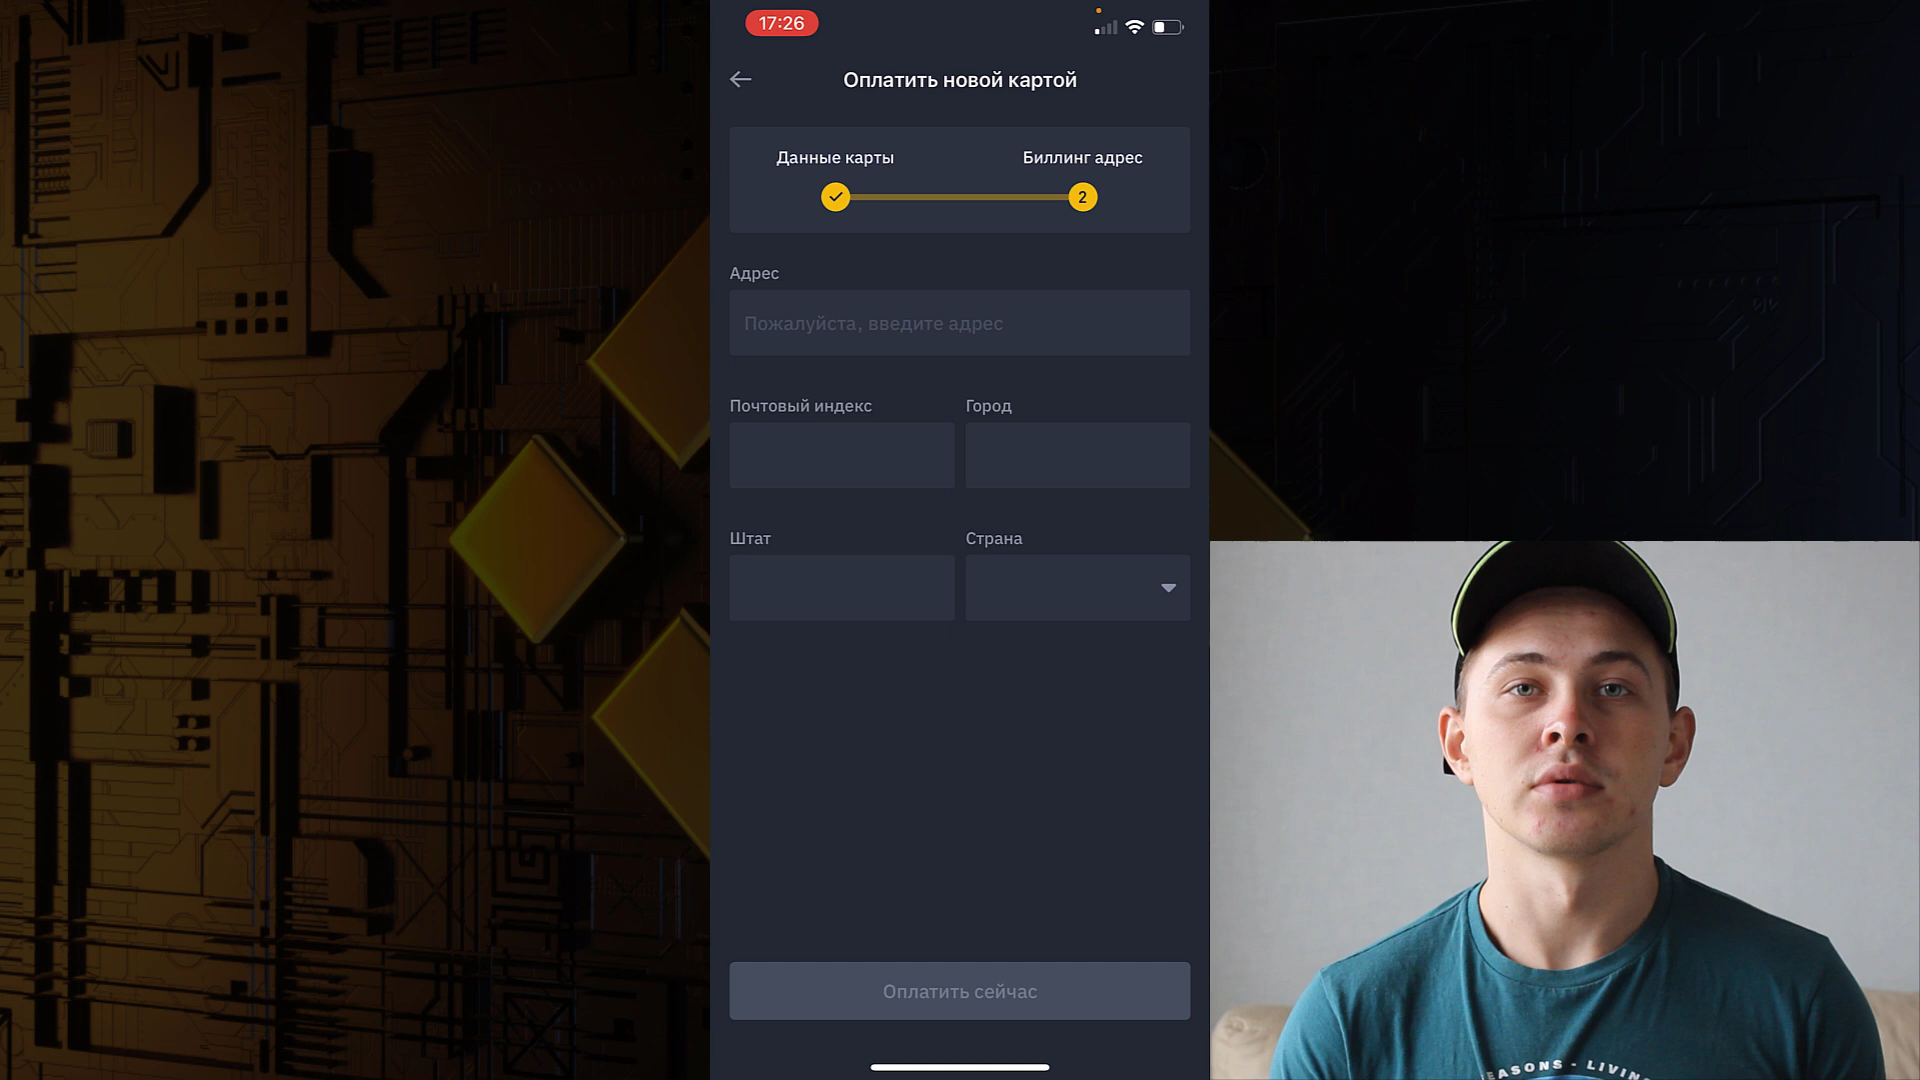 17:26
Оплатить новой картой
Данные карты
Биллинг адрес
2
Адрес
Пожалуйста, введите адрес
Почтовый индекс
Город
Штат
Страна
Оплатить сейчас
EASONS - LIVING